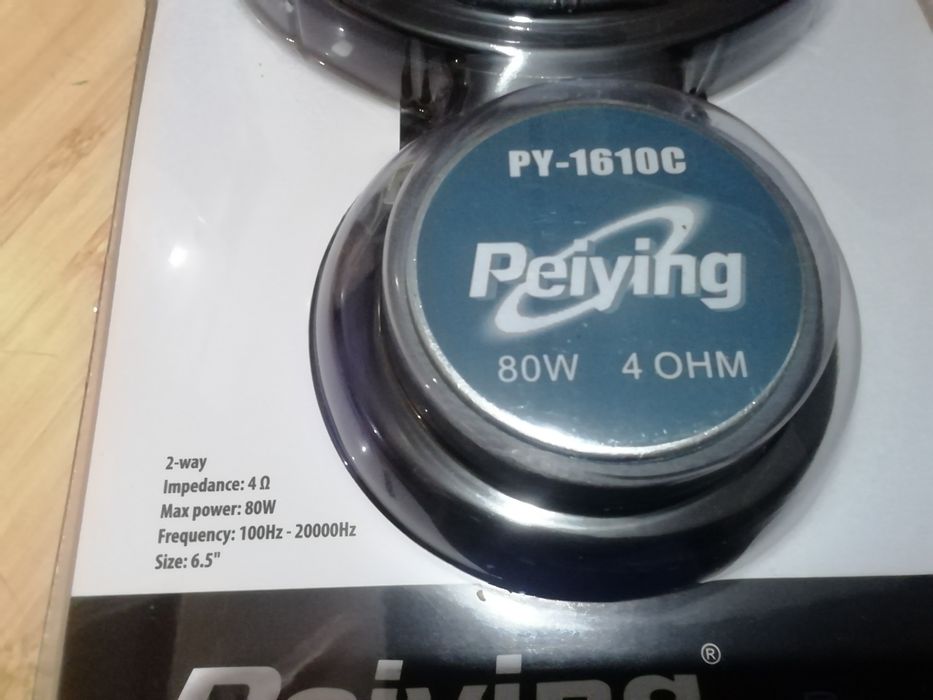 PY-1610C
Peiying
80W 4 OHM
2-way
Impedance: 4 Ω
Max power: 80W
Frequency: 100Hz - 20000Hz
Size: 6.5"
Peiying ®